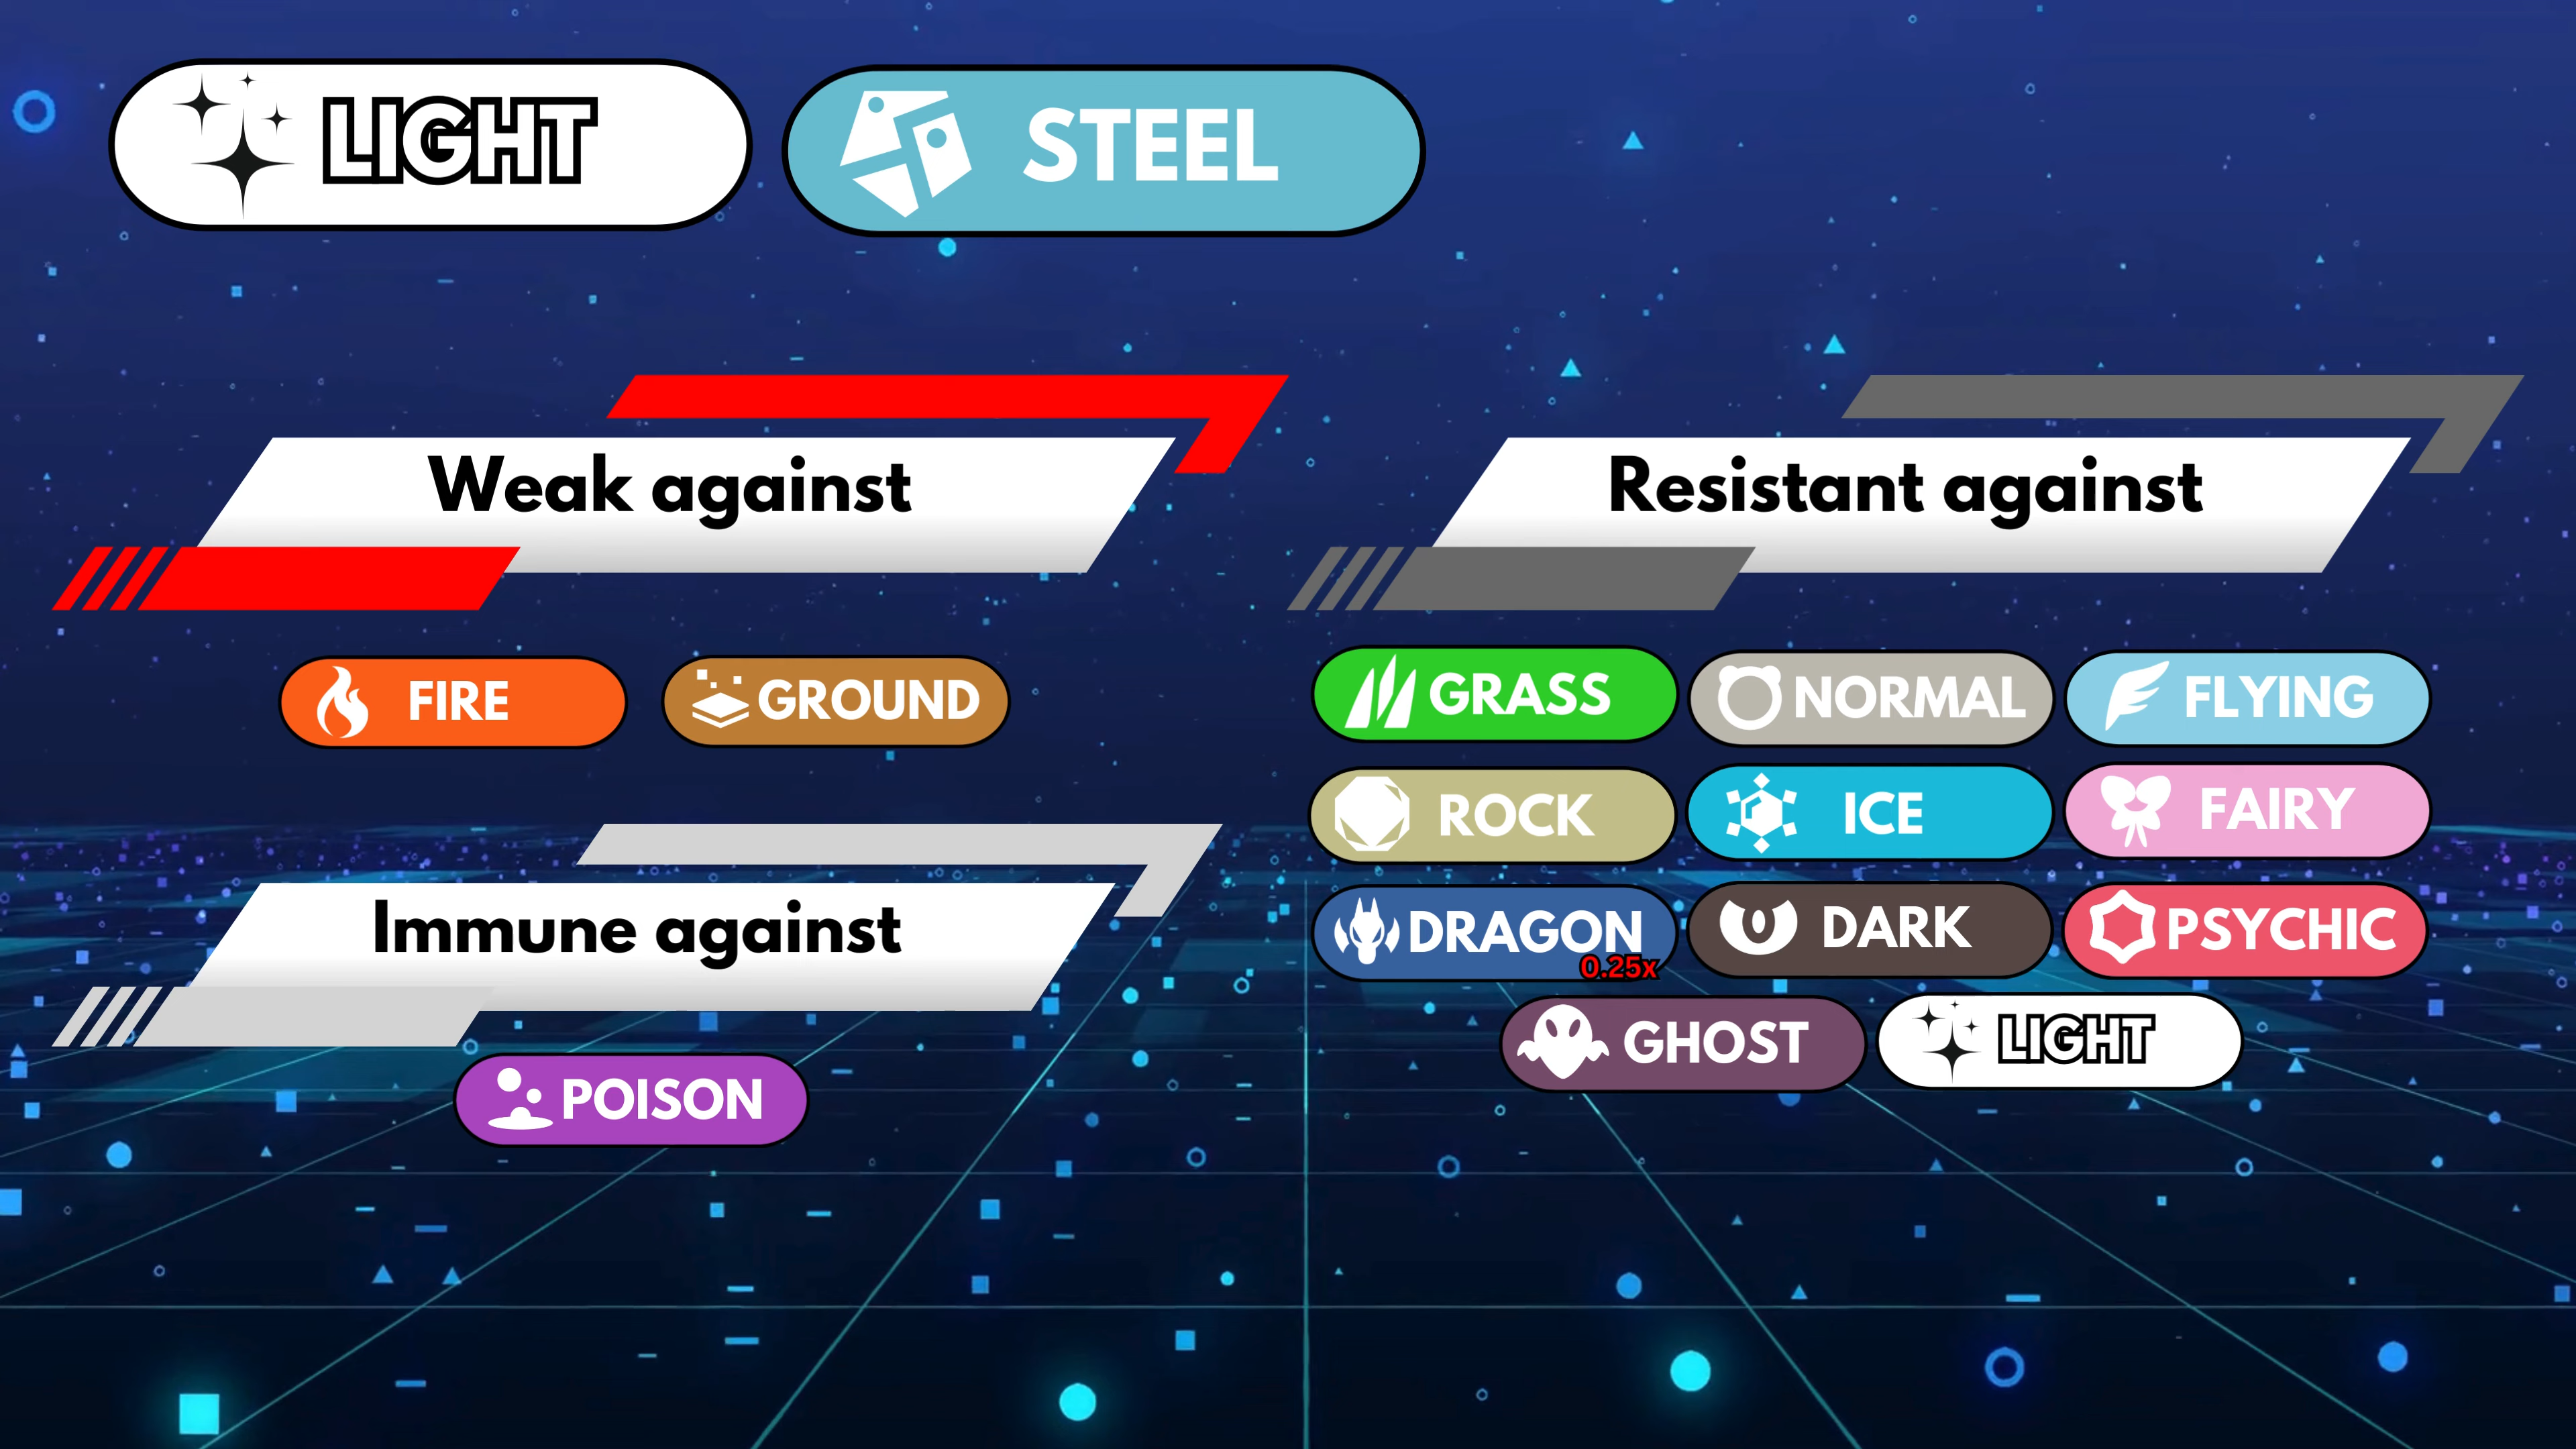 LIGHT
STEEL
Weak against
FIRE
GROUND
Immune against
POISON
Resistant against
GRASS
NORMAL
FLYING
ROCK
ICE
FAIRY
DRAGON
0.25x
DARK
PSYCHIC
GHOST
LIGHT